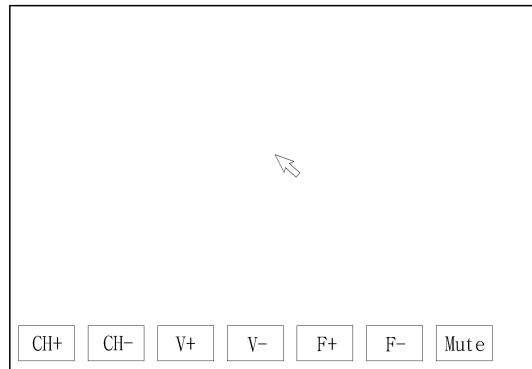 CH+ CH- V+ V- F+ F- Mute